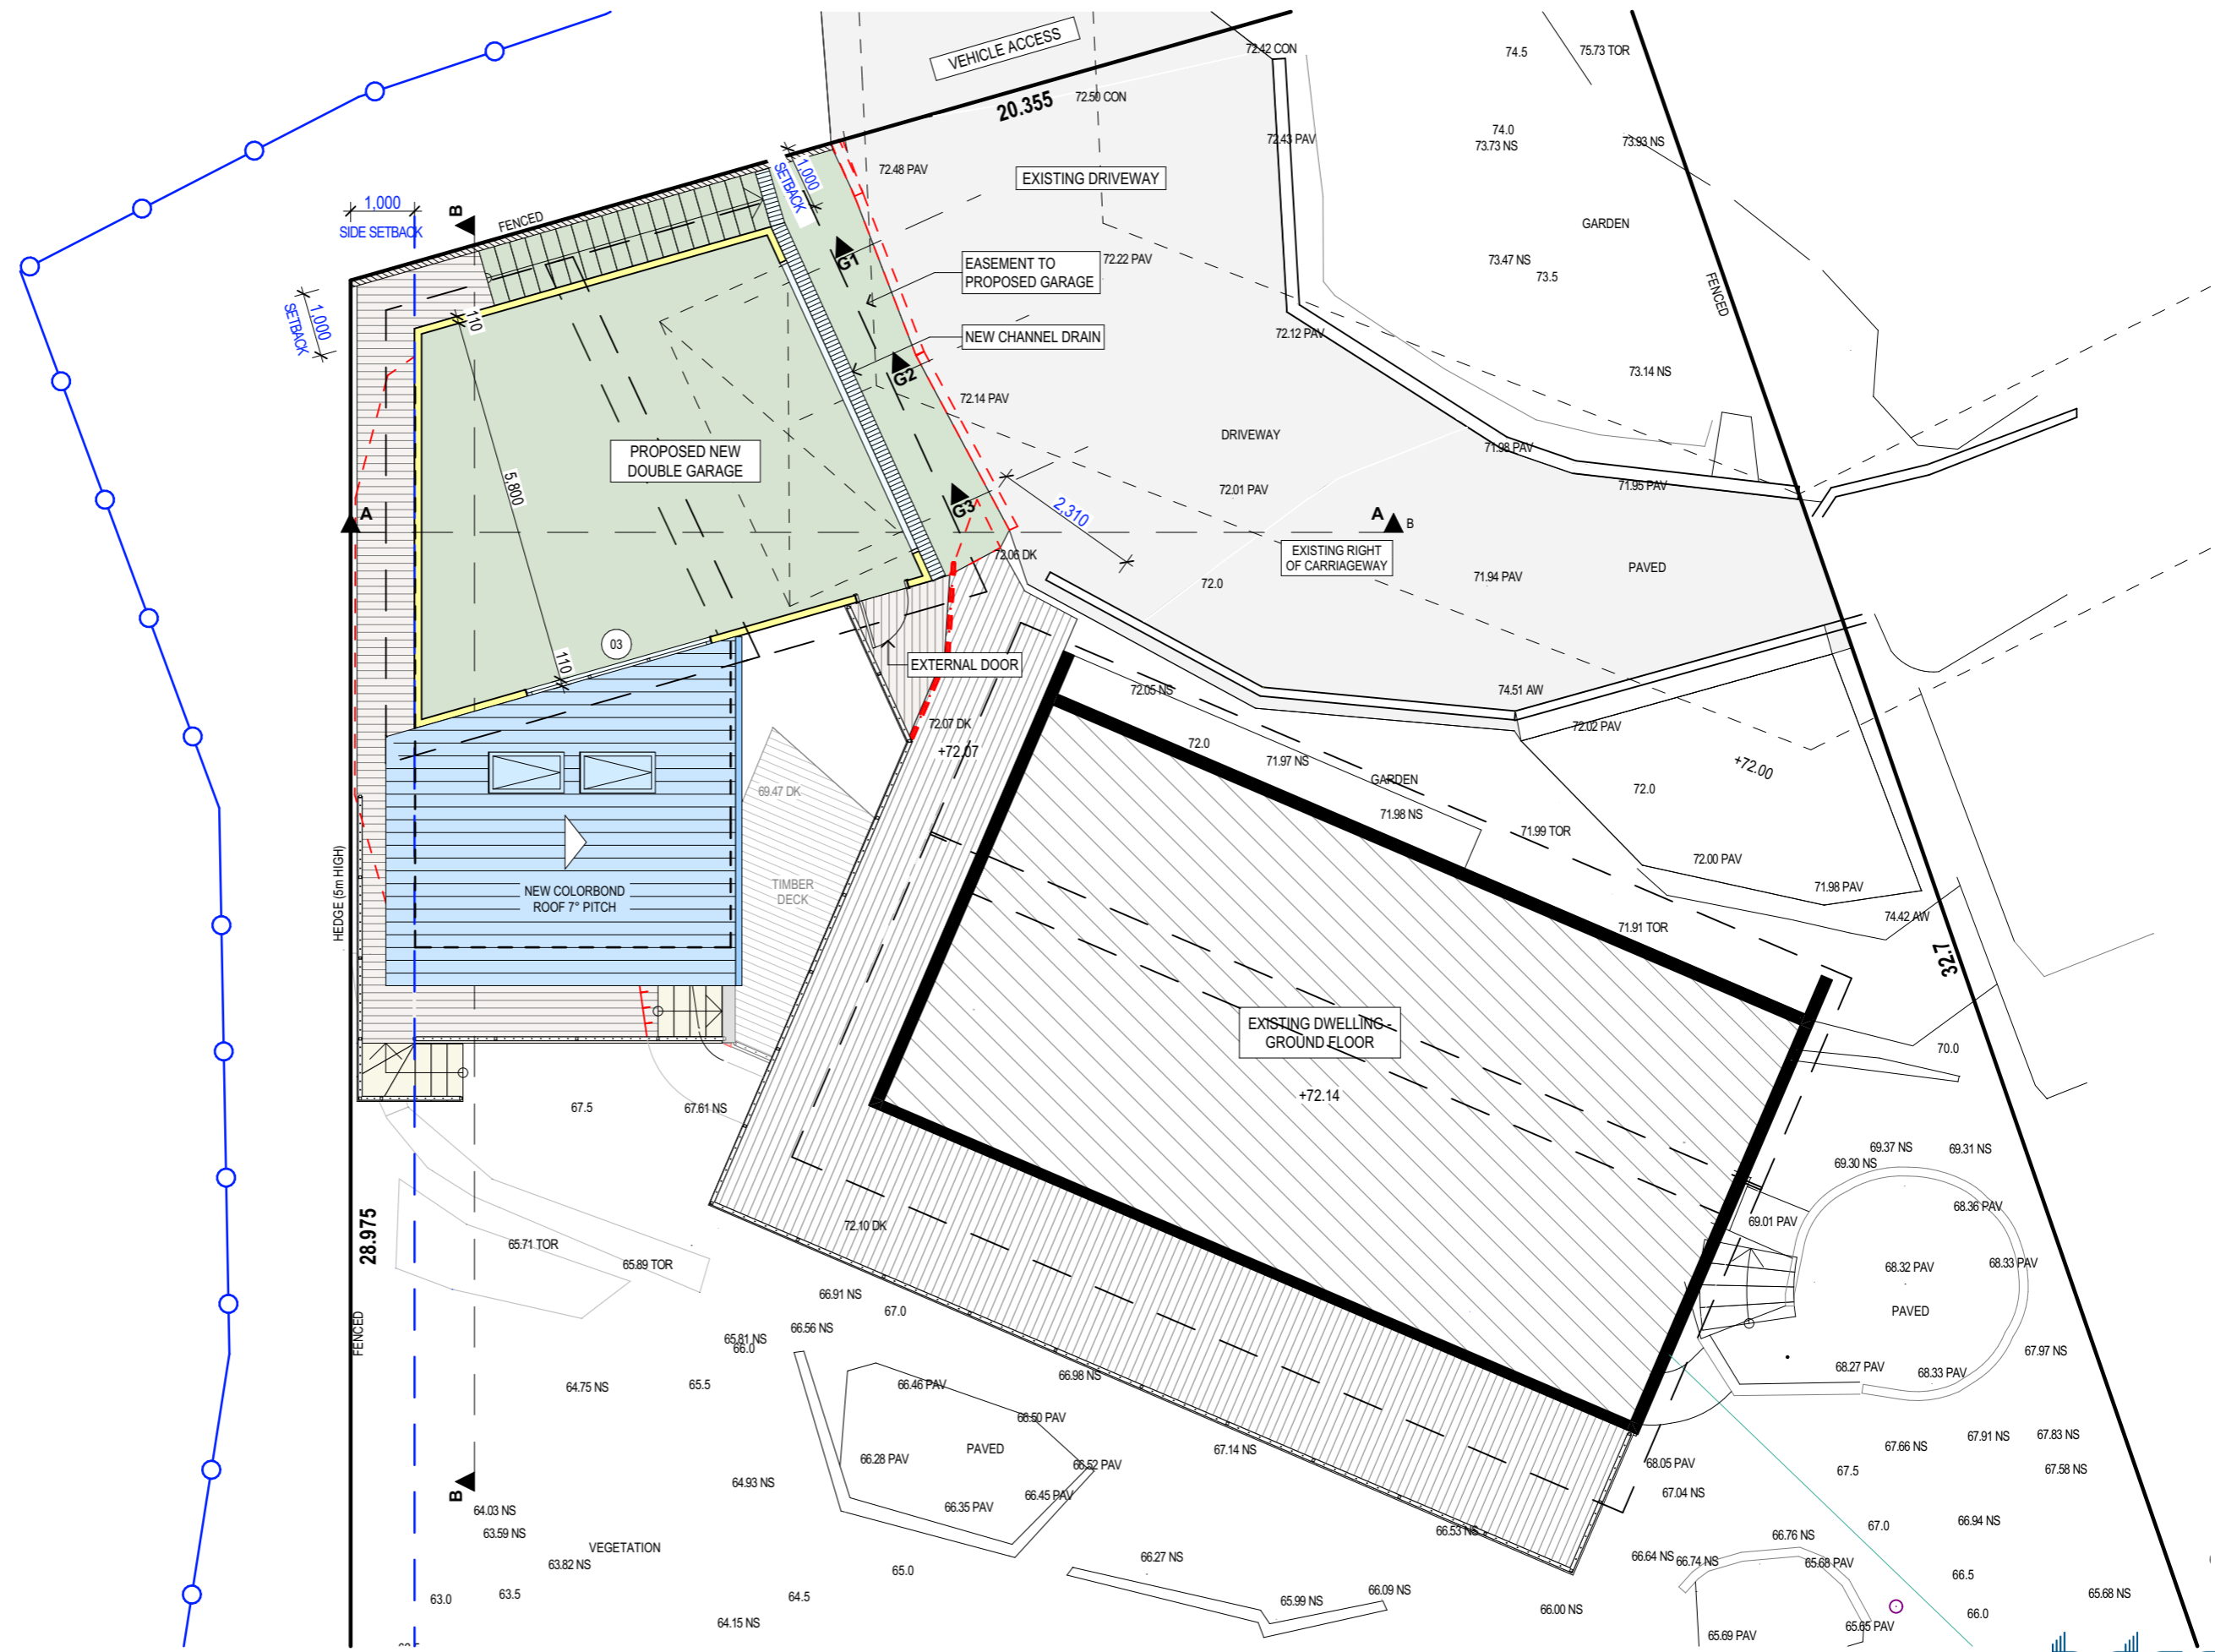 VEHICLE ACCESS
20.355
72.42 CON
72.50 CON
72.43 PAV
72.48 PAV
EXISTING DRIVEWAY
74.5
75.73 TOR
74.0
73.73 NS
73.93 NS
GARDEN
73.47 NS
73.5
FENCED
73.14 NS
1,000
SETBACK
1,000
SIDE SETBACK
B
FENCED
1,000
SETBACK
110
G1
EASEMENT TO
PROPOSED GARAGE
72.22 PAV
NEW CHANNEL DRAIN
72.12 PAV
G2
72.14 PAV
DRIVEWAY
71.98 PAV
PROPOSED NEW
DOUBLE GARAGE
5,800
72.01 PAV
71.95 PAV
G3
2,310
A
A
B
72.06 DK
EXISTING RIGHT
OF CARRIAGEWAY
72.0
71.94 PAV
PAVED
03
110
EXTERNAL DOOR
72.05 NS
74.51 AW
72.07 DK
+72.07
72.0
71.97 NS
72.02 PAV
+72.00
GARDEN
72.0
69.47 DK
71.98 NS
71.99 TOR
72.00 PAV
71.98 PAV
74.42 AW
HEDGE (5m HIGH)
NEW COLORBOND
ROOF 7° PITCH
TIMBER
DECK
71.91 TOR
32.7
EXISTING DWELLING -
GROUND FLOOR
+72.14
70.0
67.5
67.61 NS
69.37 NS
69.31 NS
69.30 NS
68.36 PAV
69.01 PAV
28.975
72.10 DK
65.71 TOR
65.89 TOR
68.32 PAV
68.33 PAV
PAVED
FENCED
66.91 NS
67.0
66.56 NS
65.81 NS
66.0
67.97 NS
68.27 PAV
68.33 PAV
64.75 NS
65.5
66.46 PAV
66.98 NS
66.50 PAV
PAVED
67.14 NS
66.28 PAV
66.52 PAV
67.66 NS
67.91 NS
67.83 NS
68.05 PAV
67.5
67.58 NS
64.93 NS
66.45 PAV
66.35 PAV
67.04 NS
B
64.03 NS
63.59 NS
VEGETATION
63.82 NS
66.53 NS
67.0
66.94 NS
66.76 NS
66.27 NS
66.64 NS
66.74 NS
65.68 PAV
65.0
66.5
63.0
63.5
64.5
65.99 NS
66.09 NS
66.00 NS
65.68 NS
66.0
64.15 NS
65.69 PAV
65.65 PAV